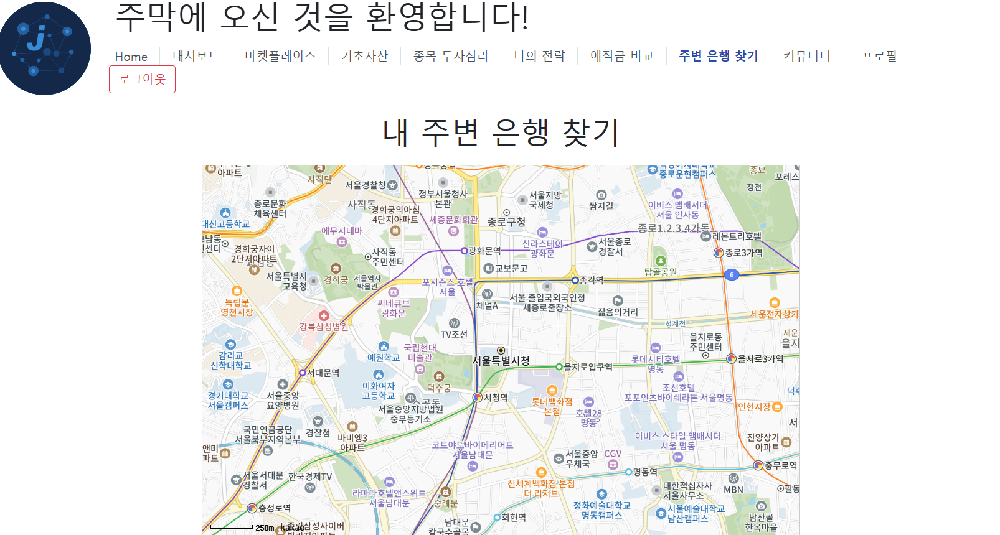 주막에 오신 것을 환영합니다!
Home
대시보드
마켓플레이스
기초자산
종목 투자심리
나의 전략
예적금 비교
주변 은행 찾기
커뮤니티
프로필
로그아웃
내 주변 은행 찾기
아파트
사직단
서울경찰청
정부서울청사
본관
서울지방
국세청
쌈지길
종로운현캠퍼스
종묘
정전
포레스
종로문화
체육센터
사직동
경희궁의아침
4단지아파트
세종문화회관
종로구청
이비스 앰배서더
서울 인사동
대신고등학교
에무시네마
신라스테이
광화문
종로1.2.3.4가동
레몬트리호텔
서울종로
경찰서
종로3가역
민센터
경희궁자이
2단지아파트
사직동
주민센터
광화문역
교보문고
탑골공원
6
서울특별시
교육청
경희궁
서울역사
박물관
포시즌스 호텔
서울
종각역
독립문
영천시장
씨네큐브
광화문
채널A
서울 출입국외국인청
세종로출장소
젊음의거리
세운전자상가
강북삼성병원
TV조선
청계천
을지로동
주민센터
세운
을지
감리교
신학대학교
예원학교
국립현대
미술관
서울특별시청
롯데시티호텔
명동
을지로3가역
을지로입구역
서대문역
이화여자
고등학교
덕수궁
조선호텔
포포인츠바이쉐라톤 서울명동
경기대학교
서울캠퍼스
서울중앙
요양병원
서울중앙지방법원
중부등기소
시청역
롯데백화점
본점
호텔28
명동
인현시장
국민연금공단
서울북부지역본부
경찰청
바비엥3
아파트
코트야드바이메리어트
서울남대문
이비스 스타일 앰배서더
서울 명동
진양상가
아파트
앤미
파트
서울중앙
우체국
CGV
명동역
충무로역
서울서대문
경찰서
한국경제TV
라마다호텔앤스위트
서울남대문
숭례문
신세계백화점 본점
더 리저브
대한적십자사
서울사무소
MBN
필동
충정로역
회현역
정화예술대학교
명동캠퍼스
서울예술대학교
남산캠퍼스
남산골
한옥마을
남대문
칼국수골목
250m
kakao